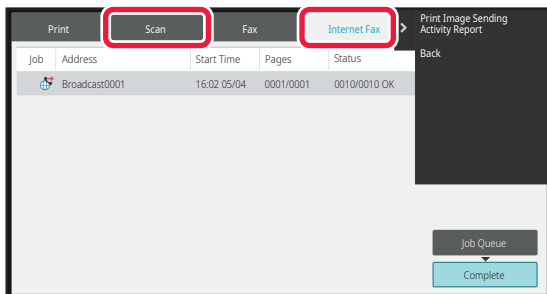 Print Scan Fax Internet Fax
Print Image Sending
Activity Report
Back
Job Address Start Time Pages Status
Broadcast0001 16:02 05/04 0001/0001 0010/0010 OK
Job Queue
Complete